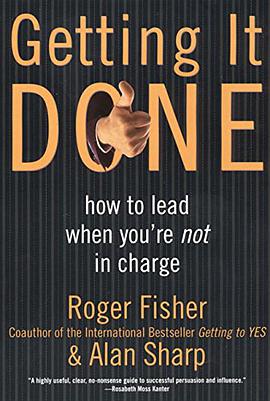 Getting It
DONE
how to lead
when you're not
in charge
Roger Fisher
Coauthor of the International Bestseller Getting to YES
& Alan Sharp
"A highly useful, clear, no-nonsense guide to successful persuasion and influence."
—Rosabeth Moss Kanter